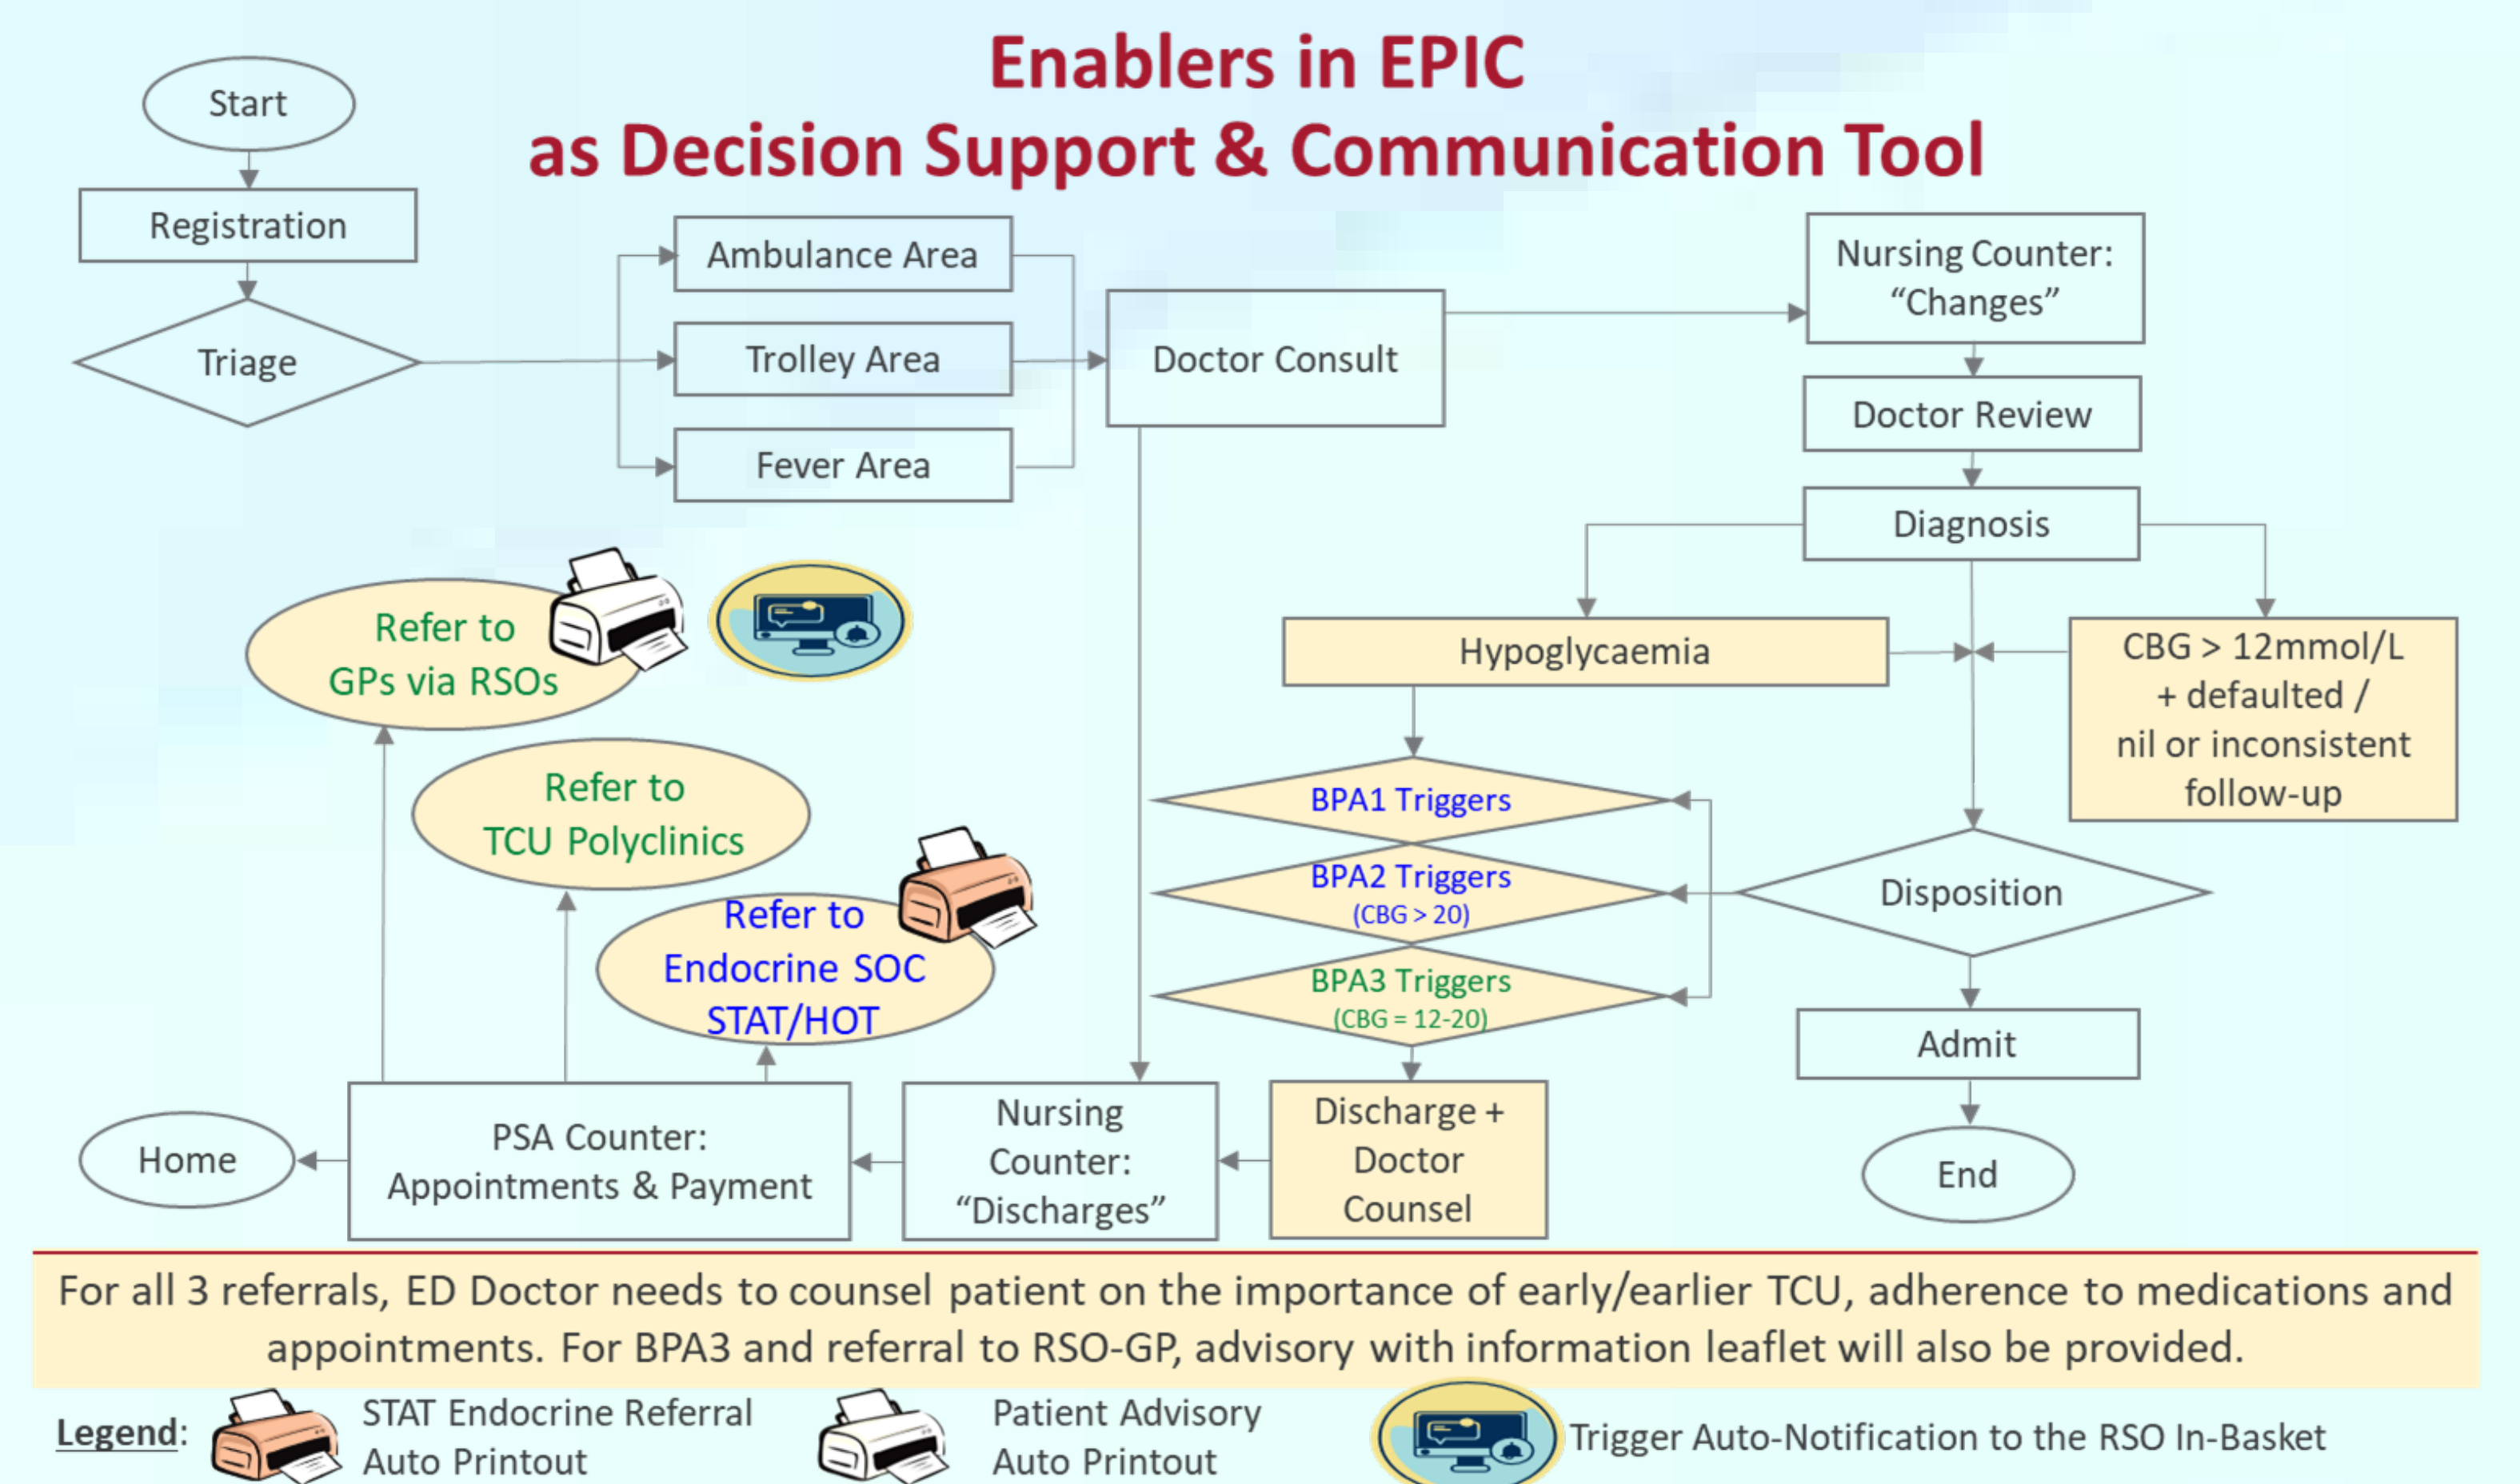 Enablers in EPIC
as Decision Support & Communication Tool
Start
Registration
Triage
Ambulance Area
Trolley Area
Fever Area
Doctor Consult
Nursing Counter:
“Changes”
Doctor Review
Diagnosis
Hypoglycaemia
CBG > 12mmol/L
+ defaulted /
nil or inconsistent
follow-up
BPA1 Triggers
BPA2 Triggers
(CBG > 20)
BPA3 Triggers
(CBG = 12-20)
Disposition
Admit
End
Refer to
GPs via RSOs
Refer to
TCU Polyclinics
Refer to
Endocrine SOC
STAT/HOT
Home
PSA Counter:
Appointments & Payment
Nursing
Counter:
“Discharges”
Discharge +
Doctor
Counsel
For all 3 referrals, ED Doctor needs to counsel patient on the importance of early/earlier TCU, adherence to medications and
appointments. For BPA3 and referral to RSO-GP, advisory with information leaflet will also be provided.
Legend:
STAT Endocrine Referral
Auto Printout
Patient Advisory
Auto Printout
Trigger Auto-Notification to the RSO In-Basket